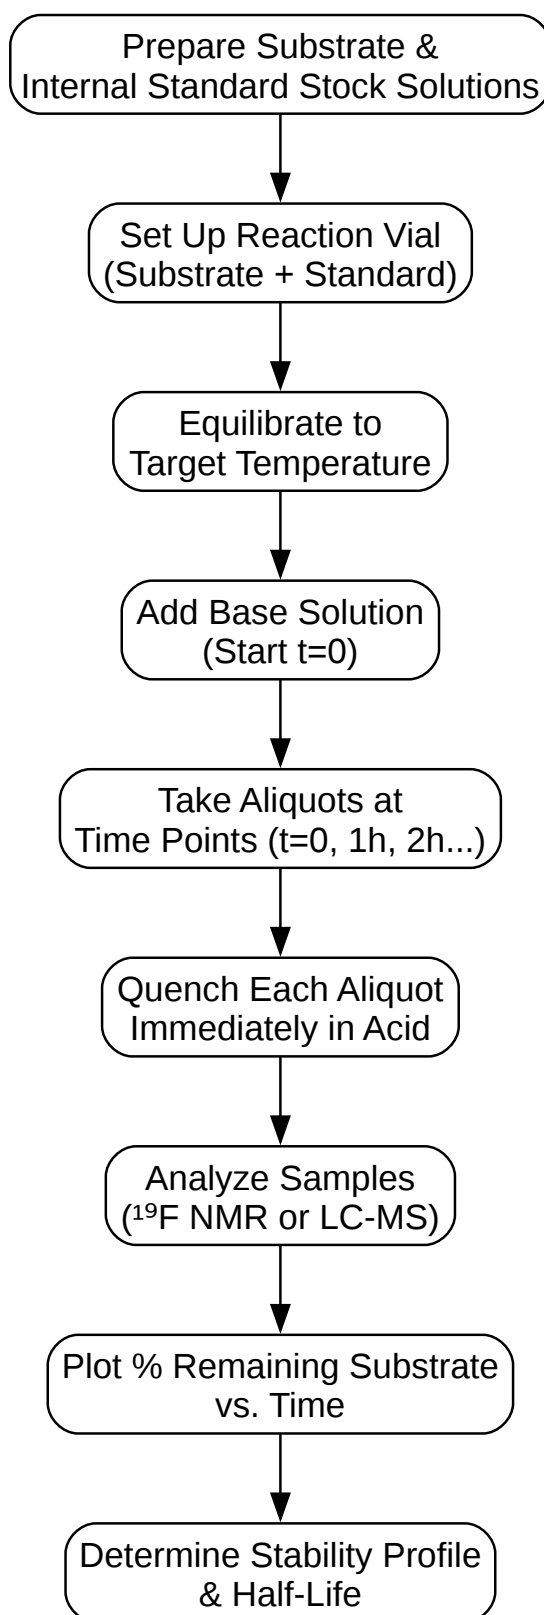 Prepare Substrate &
Internal Standard Stock Solutions
Set Up Reaction Vial
(Substrate + Standard)
Equilibrate to
Target Temperature
Add Base Solution
(Start t=0)
Take Aliquots at
Time Points (t=0, 1h, 2h...)
Quench Each Aliquot
Immediately in Acid
Analyze Samples
(¹⁹F NMR or LC-MS)
Plot % Remaining Substrate
vs. Time
Determine Stability Profile
& Half-Life